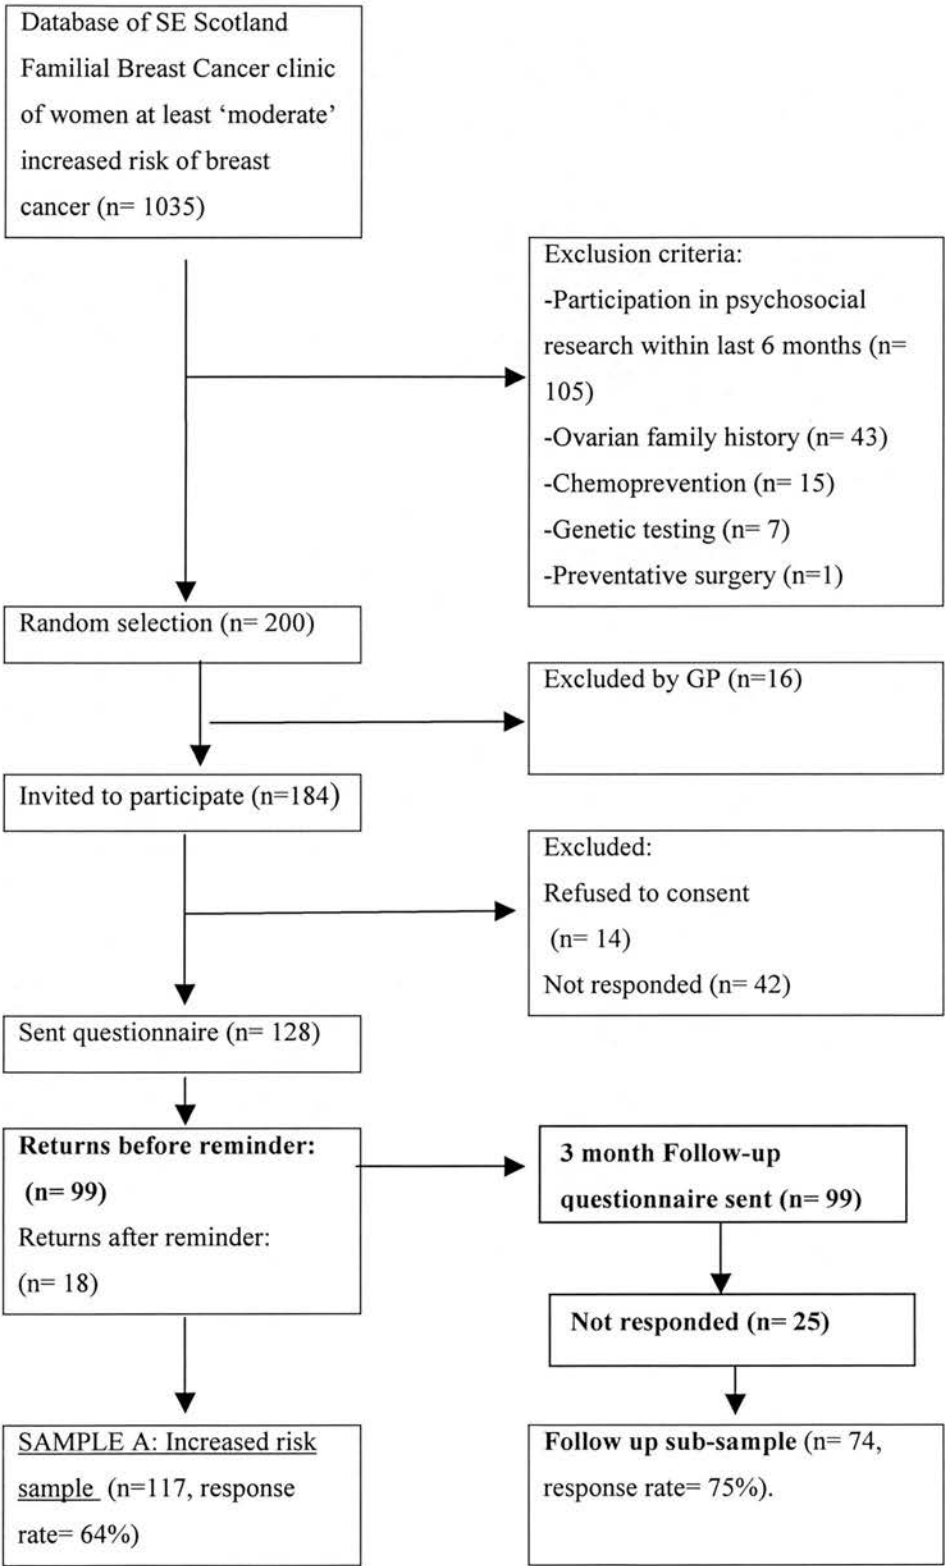 Database of SE Scotland
Familial Breast Cancer clinic
of women at least ‘moderate’
increased risk of breast
cancer (n= 1035)
Exclusion criteria:
-Participation in psychosocial
research within last 6 months (n=
105)
-Ovarian family history (n= 43)
-Chemoprevention (n= 15)
-Genetic testing (n= 7)
-Preventative surgery (n=1)
Random selection (n= 200)
Excluded by GP (n=16)
Invited to participate (n=184)
Excluded:
Refused to consent
(n= 14)
Not responded (n= 42)
Sent questionnaire (n= 128)
Returns before reminder:
(n= 99)
Returns after reminder:
(n= 18)
3 month Follow-up
questionnaire sent (n= 99)
Not responded (n= 25)
SAMPLE A: Increased risk
sample (n=117, response
rate= 64%)
Follow up sub-sample (n= 74,
response rate= 75%).